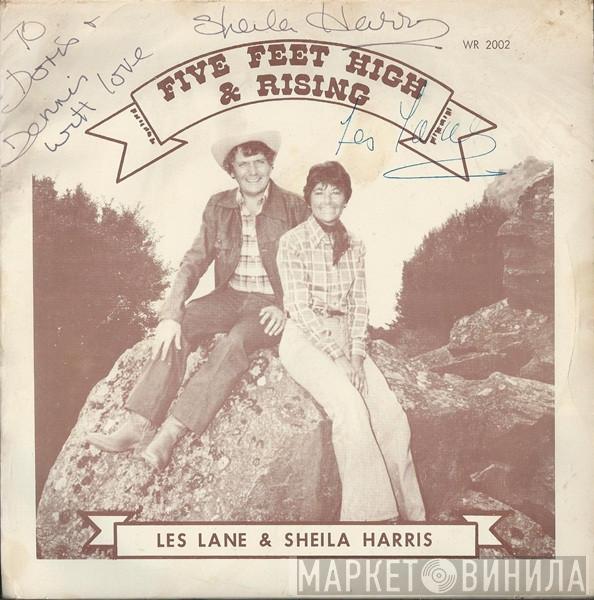 TO
Doris &
Dennis
with love
Sheila Harris
WR 2002
FIVE FEET HIGH
& RISING
Les Lane
LES LANE & SHEILA HARRIS
МАРКЕТ ВИНИЛА